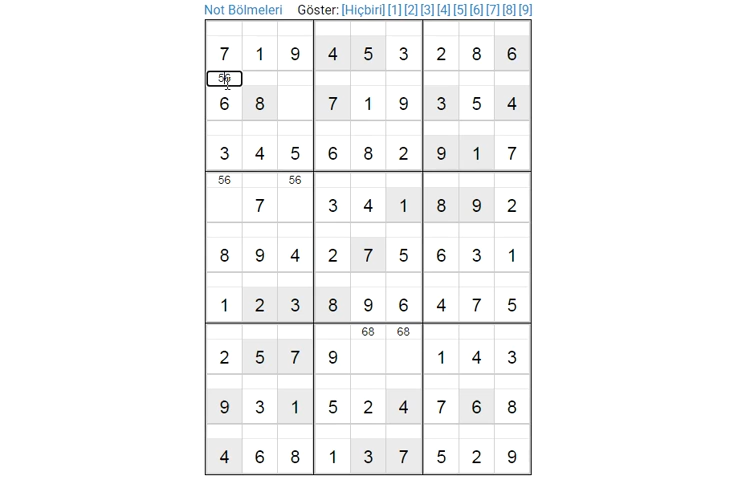 Not Bölmeleri Göster: [Hiçbiri] [1] [2] [3] [4] [5] [6] [7] [8] [9]
7 1 9 4 5 3 2 8 6
56
6 8 7 1 9 3 5 4
3 4 5 6 8 2 9 1 7
56 56
7 3 4 1 8 9 2
8 9 4 2 7 5 6 3 1
1 2 3 8 9 6 4 7 5
68 68
2 5 7 9 1 4 3
9 3 1 5 2 4 7 6 8
4 6 8 1 3 7 5 2 9